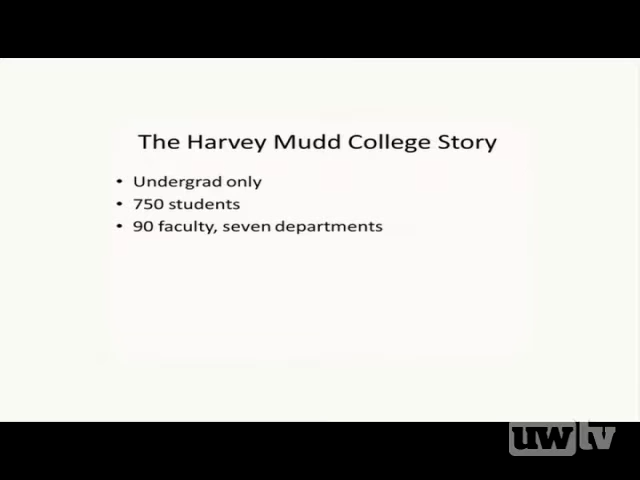 The Harvey Mudd College Story
• Undergrad only
• 750 students
• 90 faculty, seven departments
uwtv